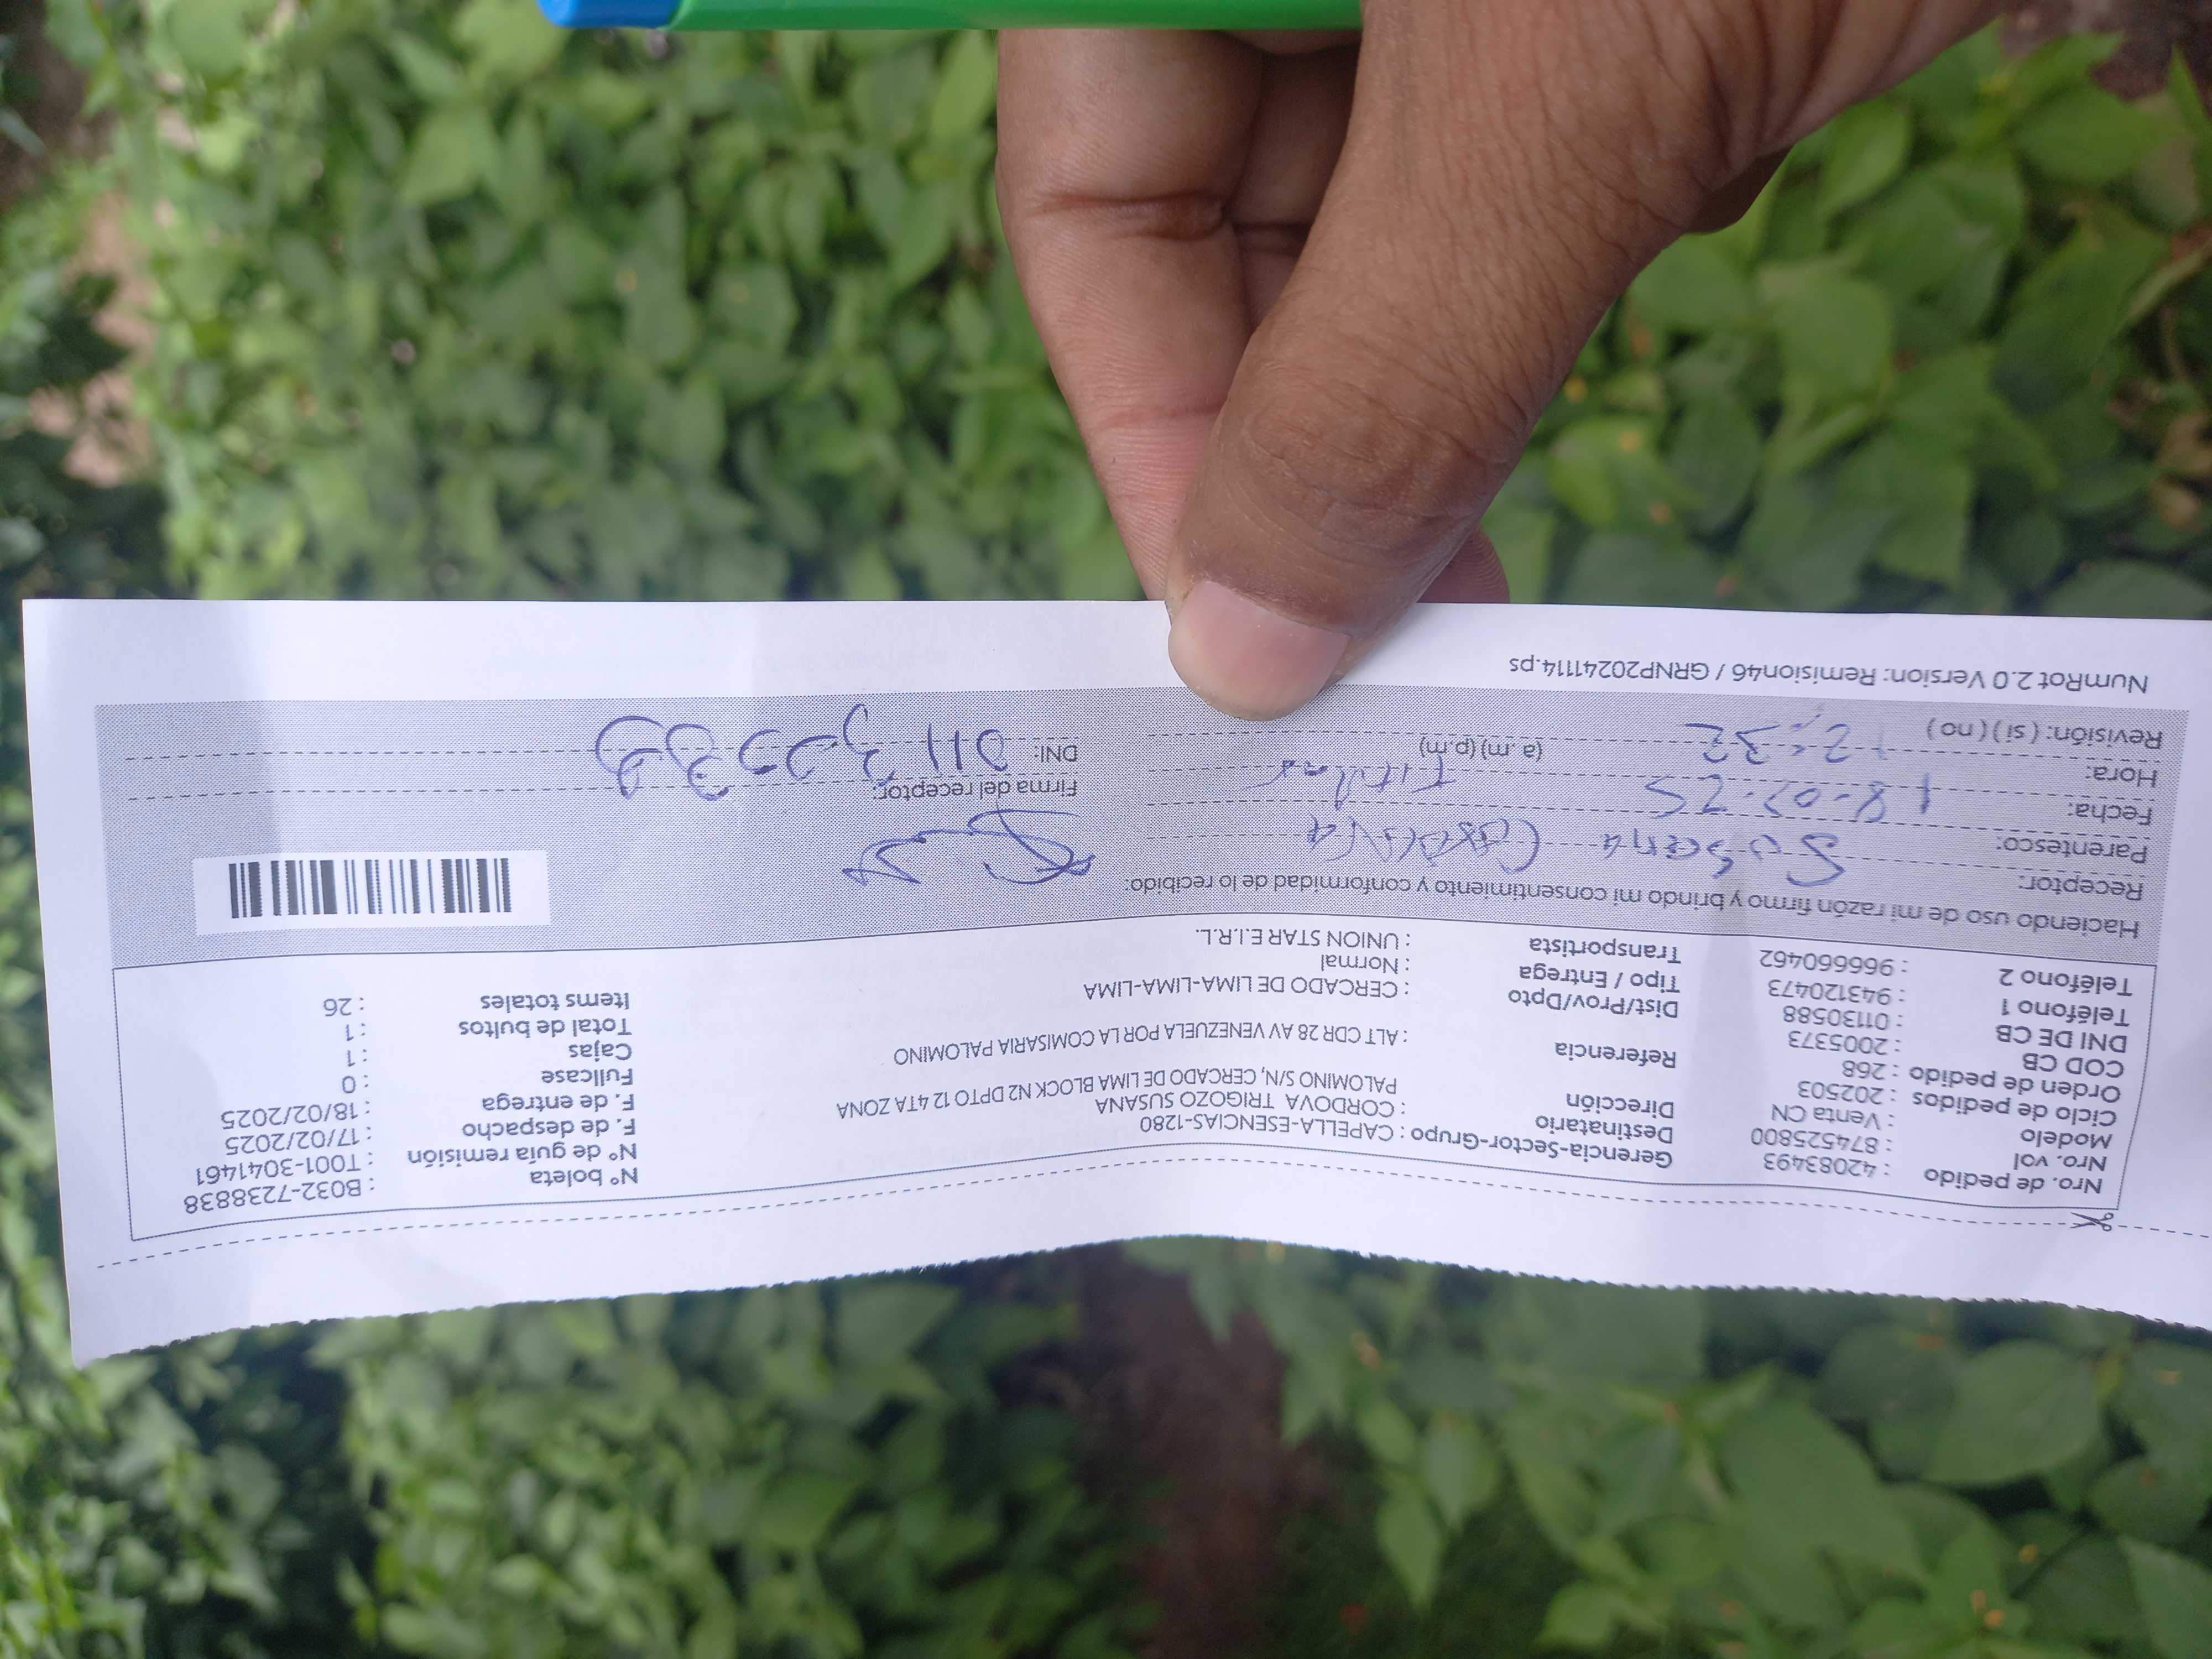 Nro. de pedido : 42083493
Nro. vol : 874525800
Modelo : Venta CN
Ciclo de pedidos : 202503
Orden de pedido : 268
COD CB : 2005373
DNI DE CB : 01130588
Teléfono 1 : 943120473
Teléfono 2 : 966660462
Gerencia-Sector-Grupo : CAPELLA-ESENCIAS-1280
Destinatario : CORDOVA TRIGOZO SUSANA
Dirección PALOMINO S/N, CERCADO DE LIMA BLOCK N2 DPTO 12 4TA ZONA
Referencia : ALT CDR 28 AV VENEZUELA POR LA COMISARIA PALOMINO
Dist/Prov/Dpto : CERCADO DE LIMA-LIMA-LIMA
Tipo / Entrega : Normal
Transportista : UNION STAR E.I.R.L.
N° boleta : B032-7238838
N° de guía remisión : T001-3041461
F. de despacho : 17/02/2025
F. de entrega : 18/02/2025
Fullcase : 0
Cajas : 1
Total de bultos : 1
Items totales : 26
Haciendo uso de mi razón firmo y brindo mi consentimiento y conformidad de lo recibido:
Receptor: Susana Cordova
Parentesco: Titular
Fecha: 18-02-25
Hora: 12:32 (a.m) (p.m)
Revisión: (si) (no)
Firma del receptor:
DNI:
NumRot 2.0 Version: Remision46 / GRNP20241114.ps